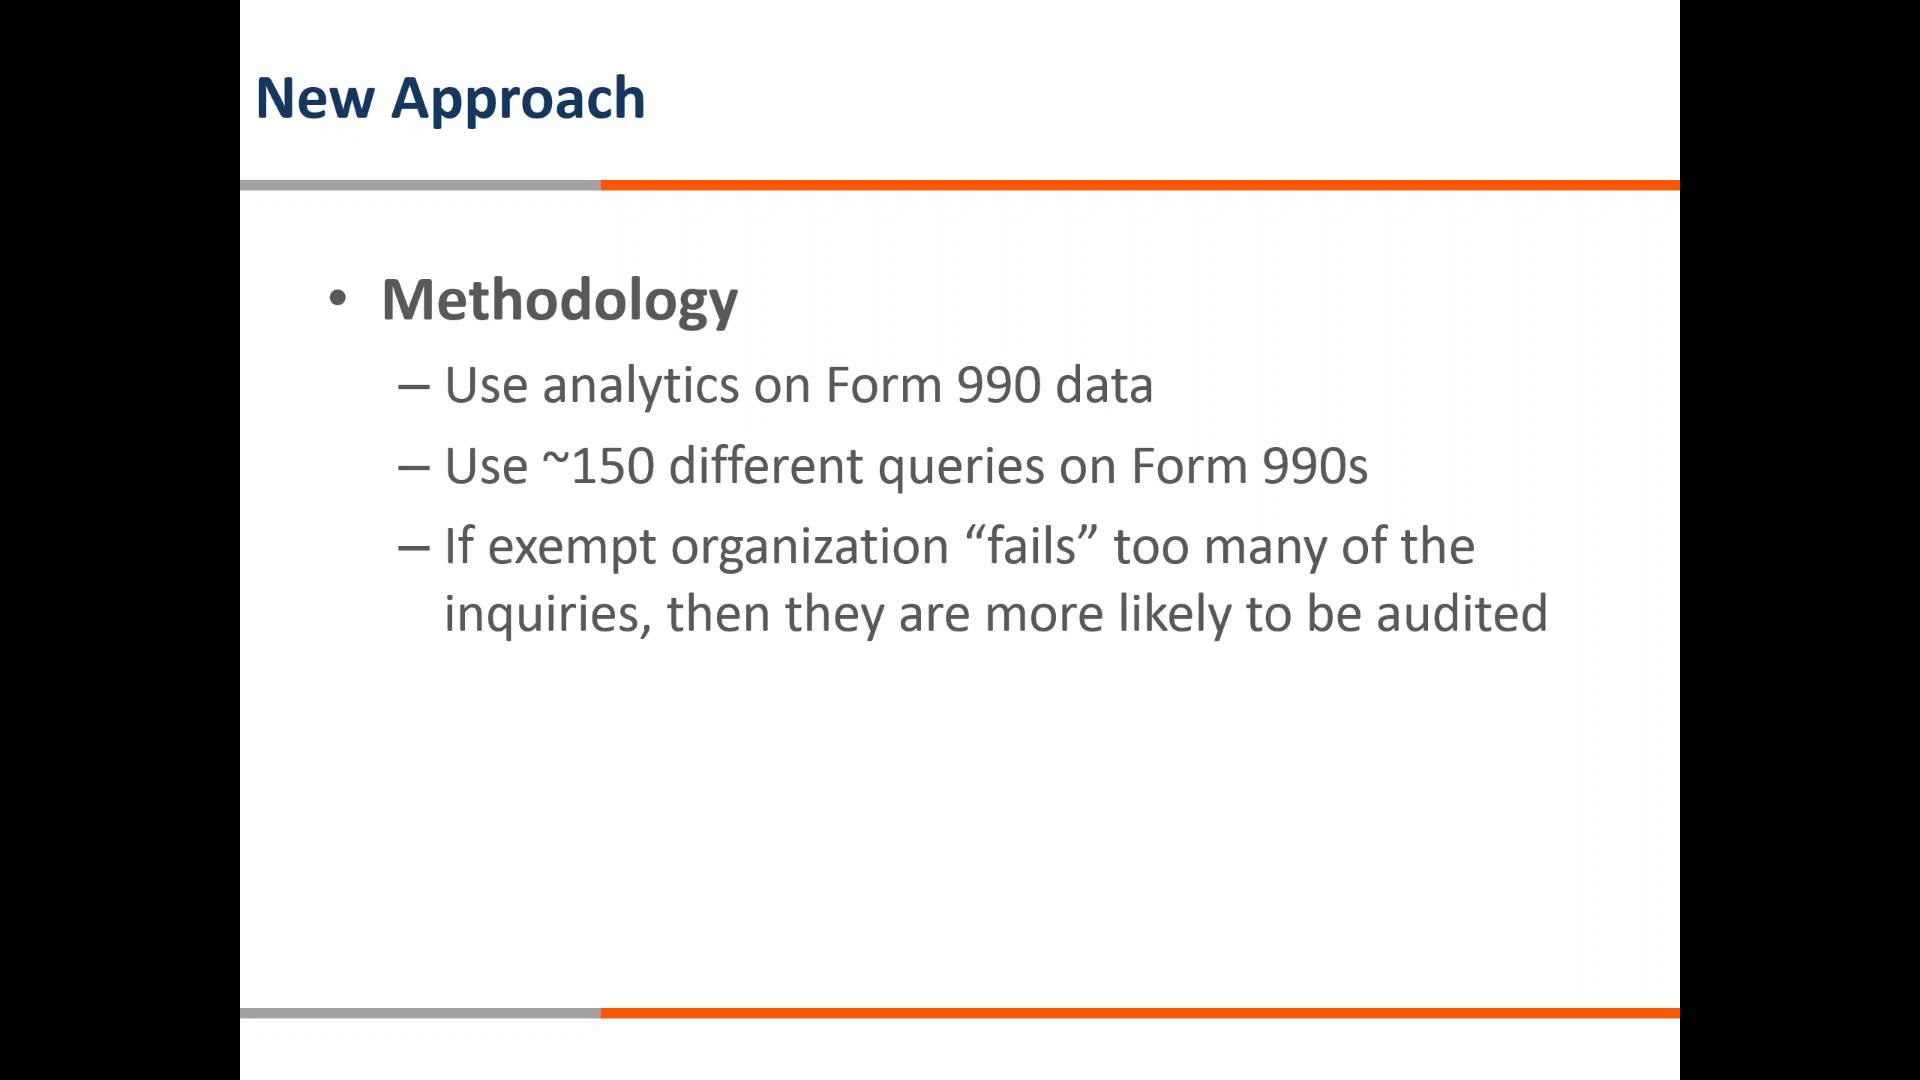 New Approach
• Methodology
– Use analytics on Form 990 data
– Use ~150 different queries on Form 990s
– If exempt organization “fails” too many of the
inquiries, then they are more likely to be audited